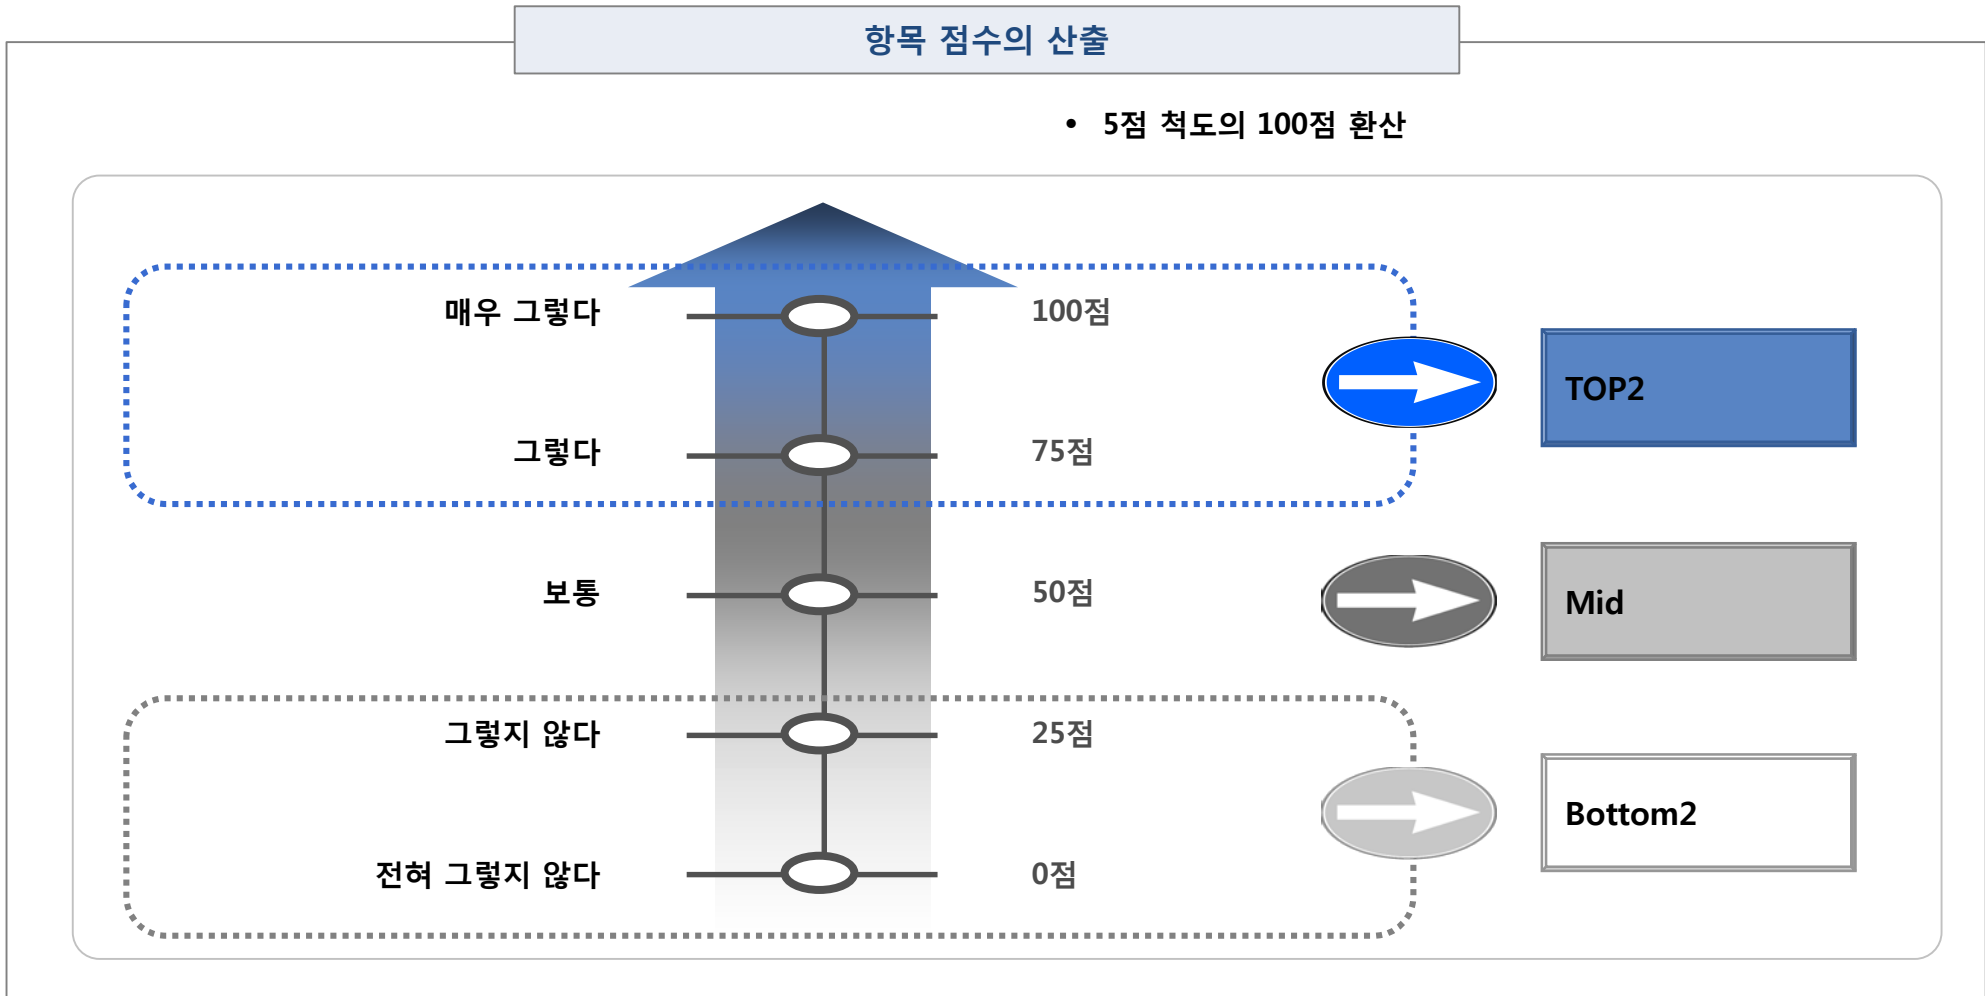 항목 점수의 산출
• 5점 척도의 100점 환산
매우 그렇다 100점
그렇다 75점
TOP2
보통 50점
Mid
그렇지 않다 25점
전혀 그렇지 않다 0점
Bottom2